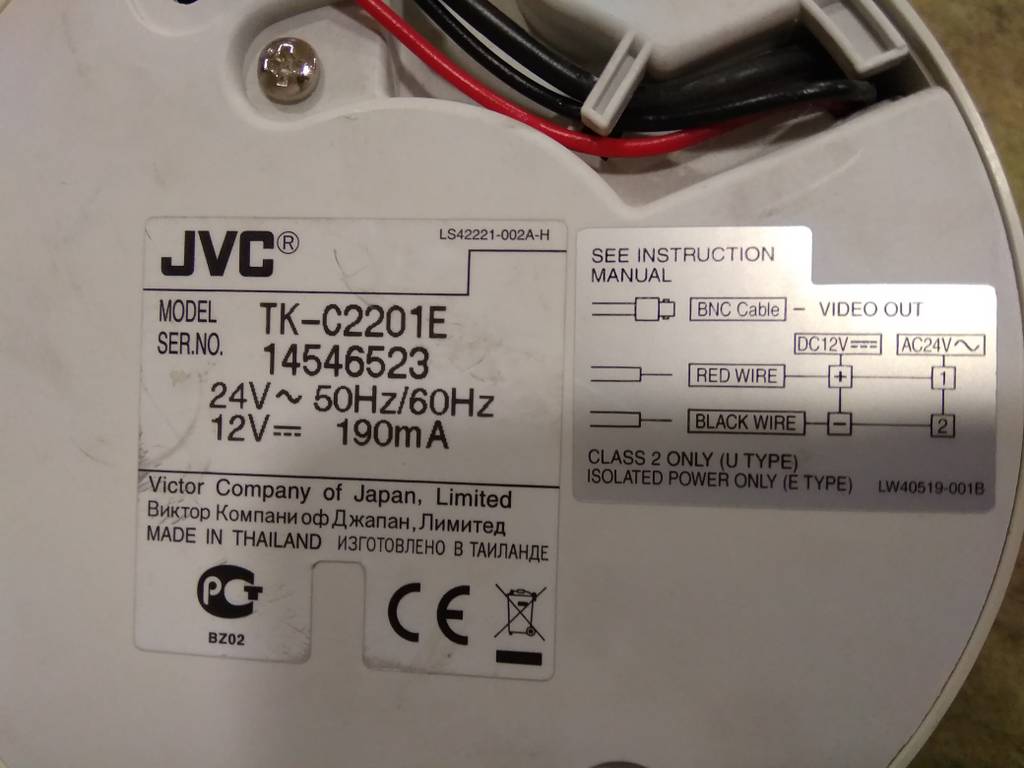 JVC®
LS42221-002A-H
MODEL TK-C2201E
SER.NO. 14546523
24V~ 50Hz/60Hz
12V⎓ 190mA
Victor Company of Japan, Limited
Виктор Компани оф Джапан, Лимитед
MADE IN THAILAND ИЗГОТОВЛЕНО В ТАИЛАНДЕ
РСТ
BZ02
CE
SEE INSTRUCTION
MANUAL
BNC Cable – VIDEO OUT
DC12V⎓ AC24V~
RED WIRE + 1
BLACK WIRE – 2
CLASS 2 ONLY (U TYPE)
ISOLATED POWER ONLY (E TYPE)
LW40519-001B